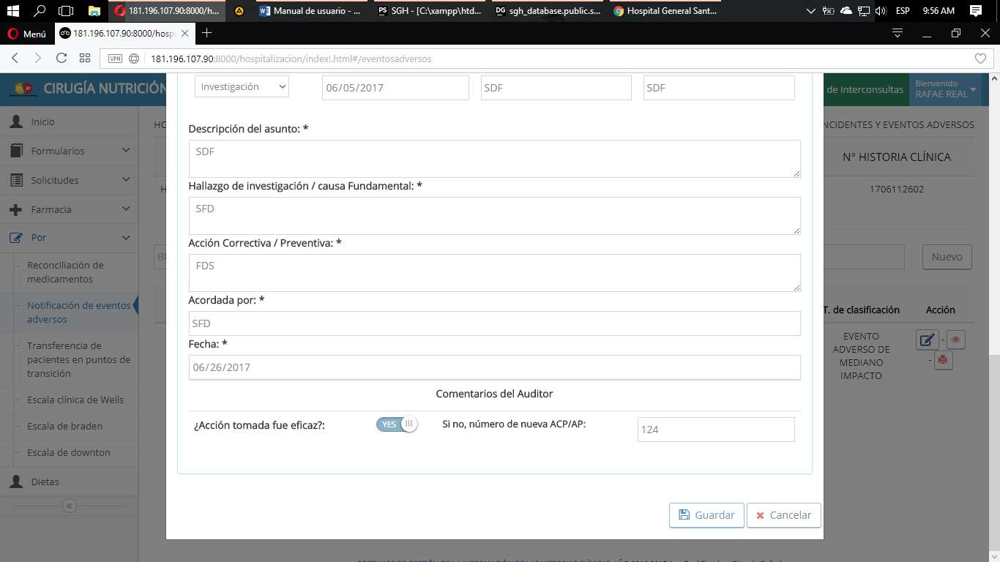 181.196.107.90:8000/h...
Manual de usuario - ...
SGH - [C:\xampp\htd...
sgh_database.public.s...
Hospital General Sant...
ESP
9:56 AM
Menú
181.196.107.90:8000/hosp
VPN
181.196.107.90:8000/hospitalizacion/index!.html#/eventosadversos
CIRUGÍA NUTRICIÓN
de Interconsultas
Bienvenido
RAFAE REAL
Inicio
Formularios
Solicitudes
Farmacia
Por
Reconciliación de
medicamentos
Notificación de eventos
adversos
Transferencia de
pacientes en puntos de
transición
Escala clínica de Wells
Escala de braden
Escala de downton
Dietas
HO
NCIDENTES Y EVENTOS ADVERSOS
N° HISTORIA CLÍNICA
H
1706112602
BU
Nuevo
T. de clasificación
Acción
EVENTO
ADVERSO DE
MEDIANO
IMPACTO
-
-
Investigación
06/05/2017
SDF
SDF
Descripción del asunto: *
SDF
Hallazgo de investigación / causa Fundamental: *
SFD
Acción Correctiva / Preventiva: *
FDS
Acordada por: *
SFD
Fecha: *
06/26/2017
Comentarios del Auditor
¿Acción tomada fue eficaz?:
YES
Si no, número de nueva ACP/AP:
124
Guardar
Cancelar